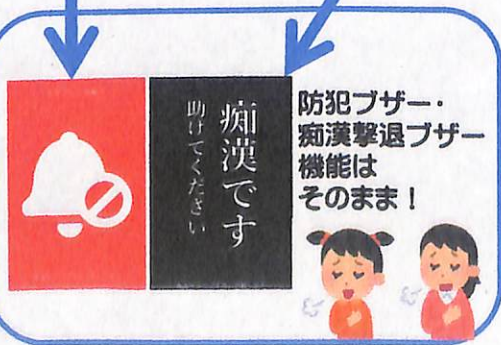 痴漢です
助けてください
防犯ブザー・
痴漢撃退ブザー
機能は
そのまま！